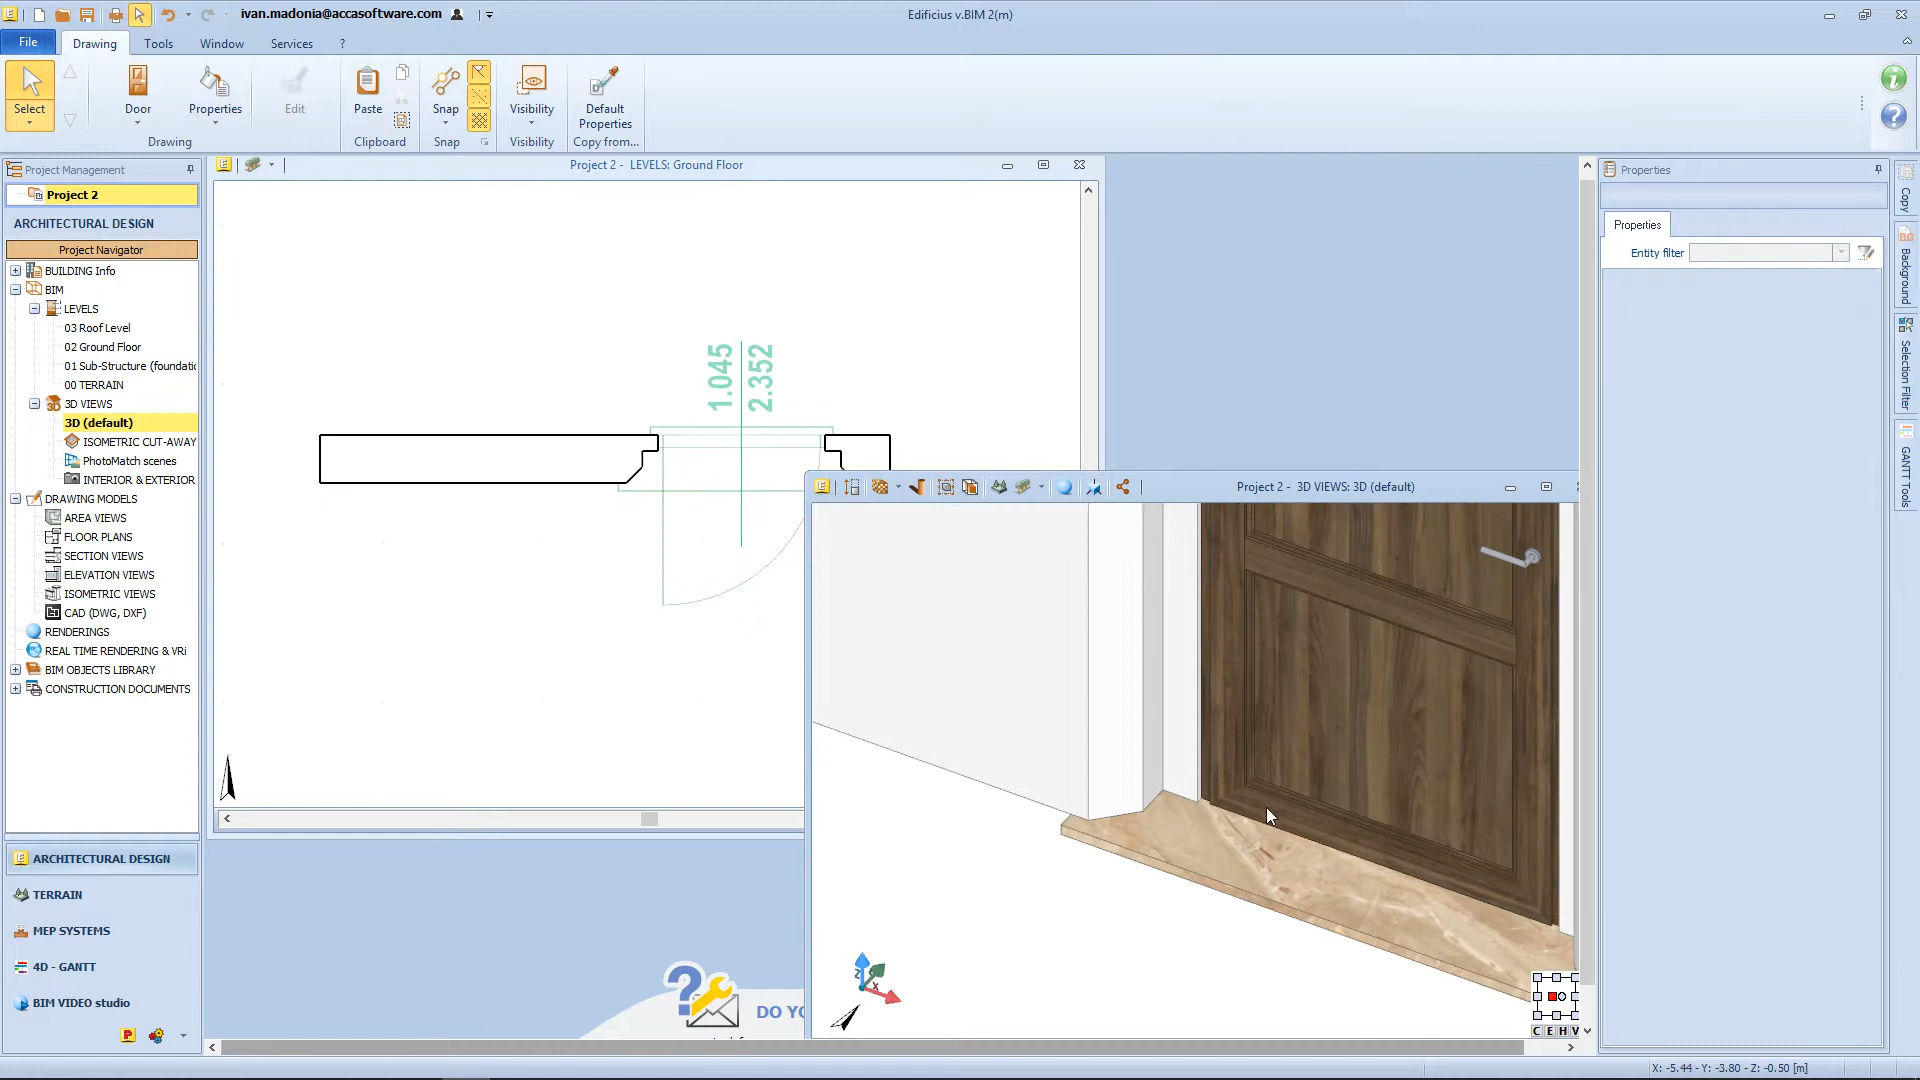 ivan.madonia@accasoftware.com
Edificius v.BIM 2(m)
File
Drawing
Tools
Window
Services
?
Select
Door
Properties
Edit
Paste
Snap
Visibility
Default
Properties
Drawing
Clipboard
Snap
Visibility
Copy from...
Project Management
Project 2 - LEVELS: Ground Floor
Properties
Project 2
ARCHITECTURAL DESIGN
Project Navigator
BUILDING Info
BIM
LEVELS
03 Roof Level
02 Ground Floor
01 Sub-Structure (foundatio
00 TERRAIN
3D VIEWS
3D (default)
ISOMETRIC CUT-AWAY
PhotoMatch scenes
INTERIOR & EXTERIOR
DRAWING MODELS
AREA VIEWS
FLOOR PLANS
SECTION VIEWS
ELEVATION VIEWS
ISOMETRIC VIEWS
CAD (DWG, DXF)
RENDERINGS
REAL TIME RENDERING & VRi
BIM OBJECTS LIBRARY
CONSTRUCTION DOCUMENTS
1.045
2.352
Project 2 - 3D VIEWS: 3D (default)
Z
X
C E H V
Properties
Entity filter
Copy
Background
Selection Filter
GANTT Tools
ARCHITECTURAL DESIGN
TERRAIN
MEP SYSTEMS
4D - GANTT
BIM VIDEO studio
DO YO
X: -5.44 - Y: -3.80 - Z: -0.50 [m]